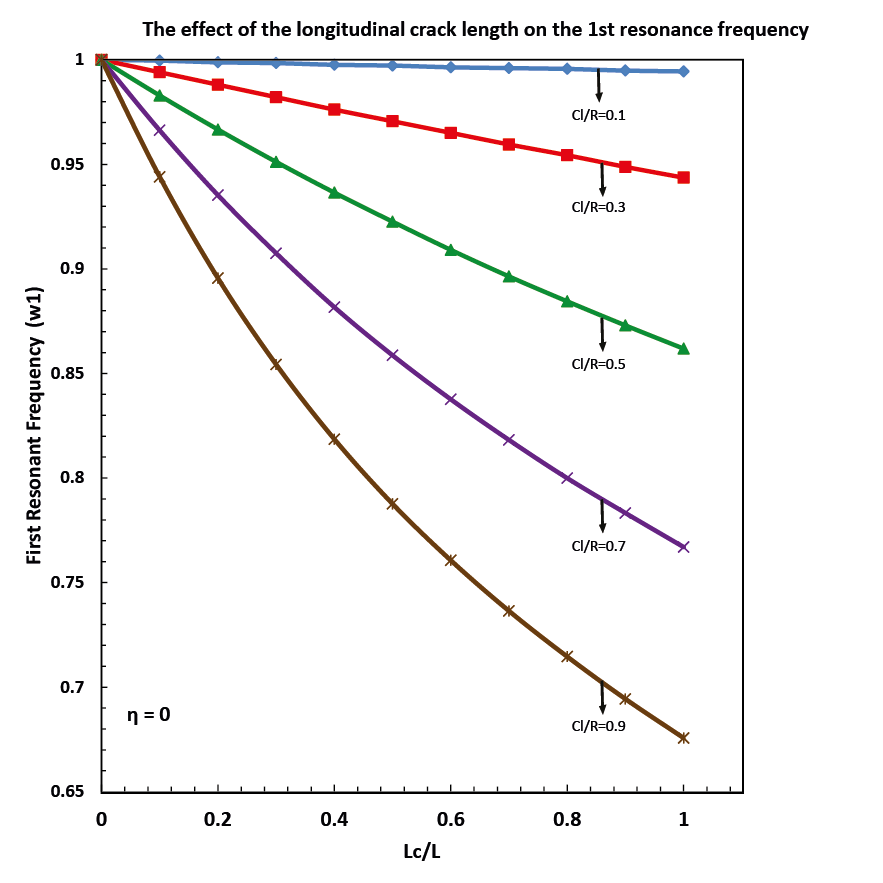 The effect of the longitudinal crack length on the 1st resonance frequency
1
0.95
0.9
0.85
0.8
0.75
0.7
0.65
First Resonant Frequency (w1)
Cl/R=0.1
Cl/R=0.3
Cl/R=0.5
Cl/R=0.7
Cl/R=0.9
η = 0
0 0.2 0.4 0.6 0.8 1
Lc/L